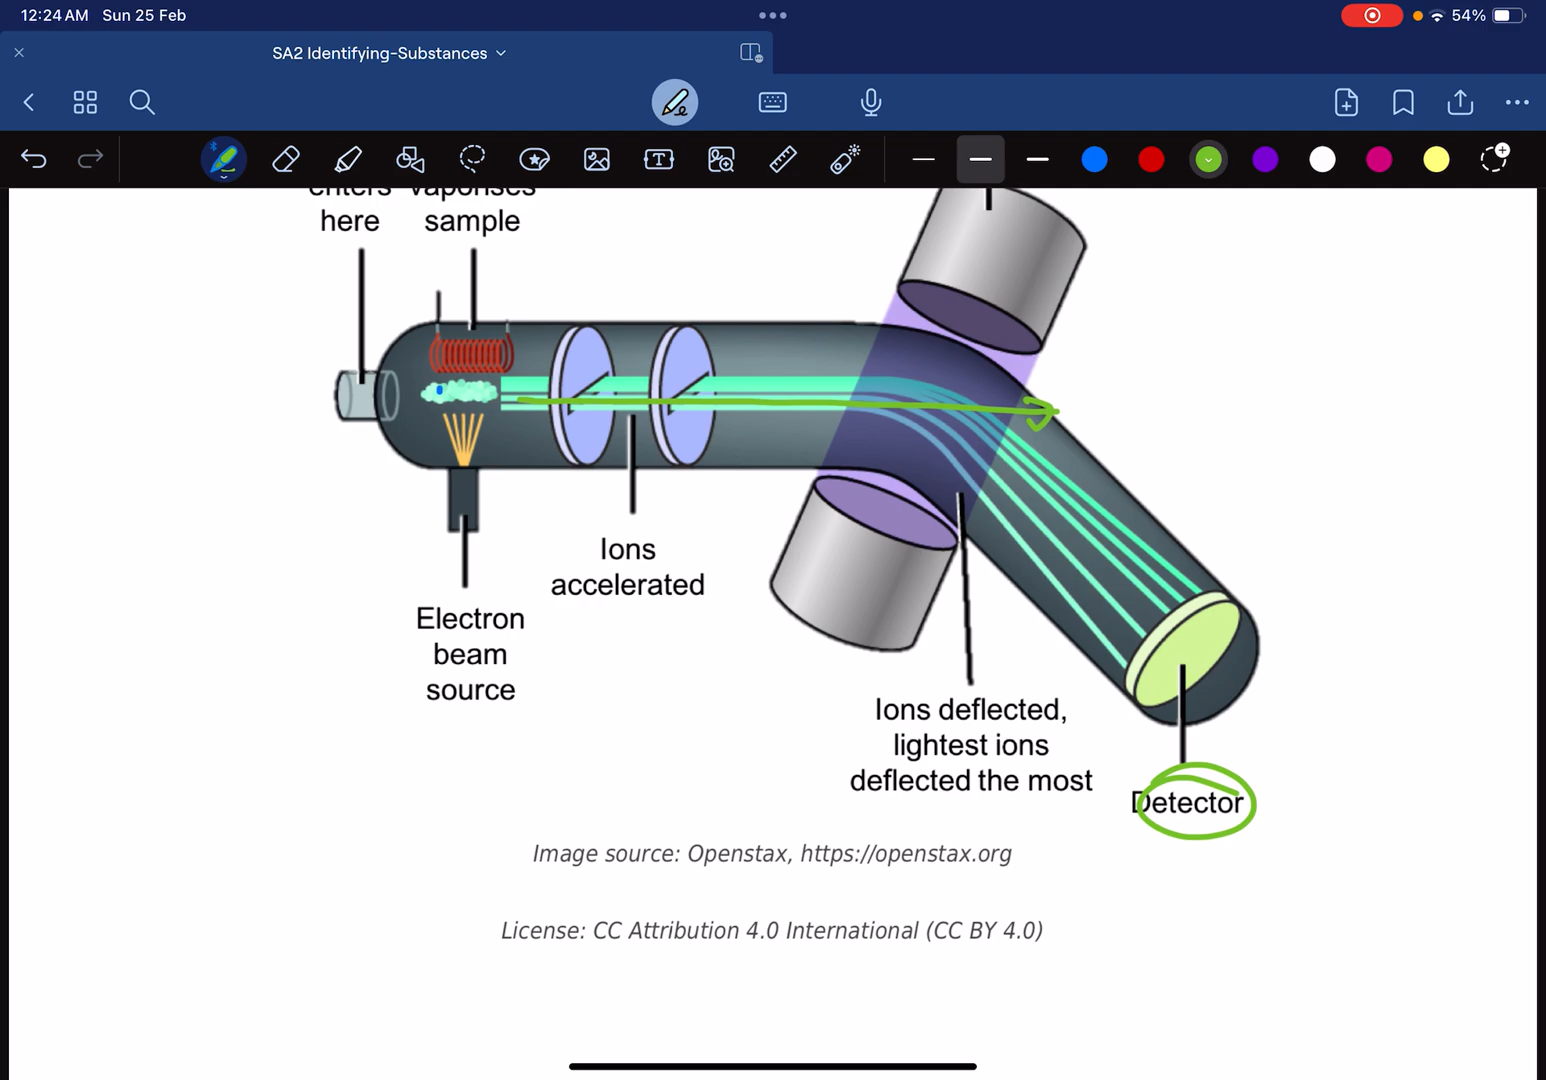 12:24 AM Sun 25 Feb
54%
SA2 Identifying-Substances
enters
here
vaporises
sample
Ions
accelerated
Electron
beam
source
Ions deflected,
lightest ions
deflected the most
Detector
Image source: Openstax, https://openstax.org
License: CC Attribution 4.0 International (CC BY 4.0)